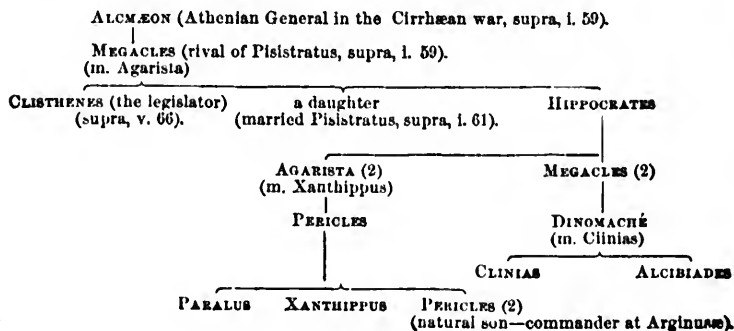 ALCMÆON (Athenian General in the Cirrhæan war, supra, i. 59).
MEGACLES (rival of Pisistratus, supra, i. 59).
(m. Agarista)
CLISTHENES (the legislator) a daughter HIPPOCRATES
(supra, v. 66). (married Pisistratus, supra, i. 61).
AGARISTA (2) MEGACLES (2)
(m. Xanthippus)
PERICLES DINOMACHÉ
(m. Clinias)
CLINIAS ALCIBIADES
PARALUS XANTHIPPUS PERICLES (2)
(natural son—commander at Arginusæ).